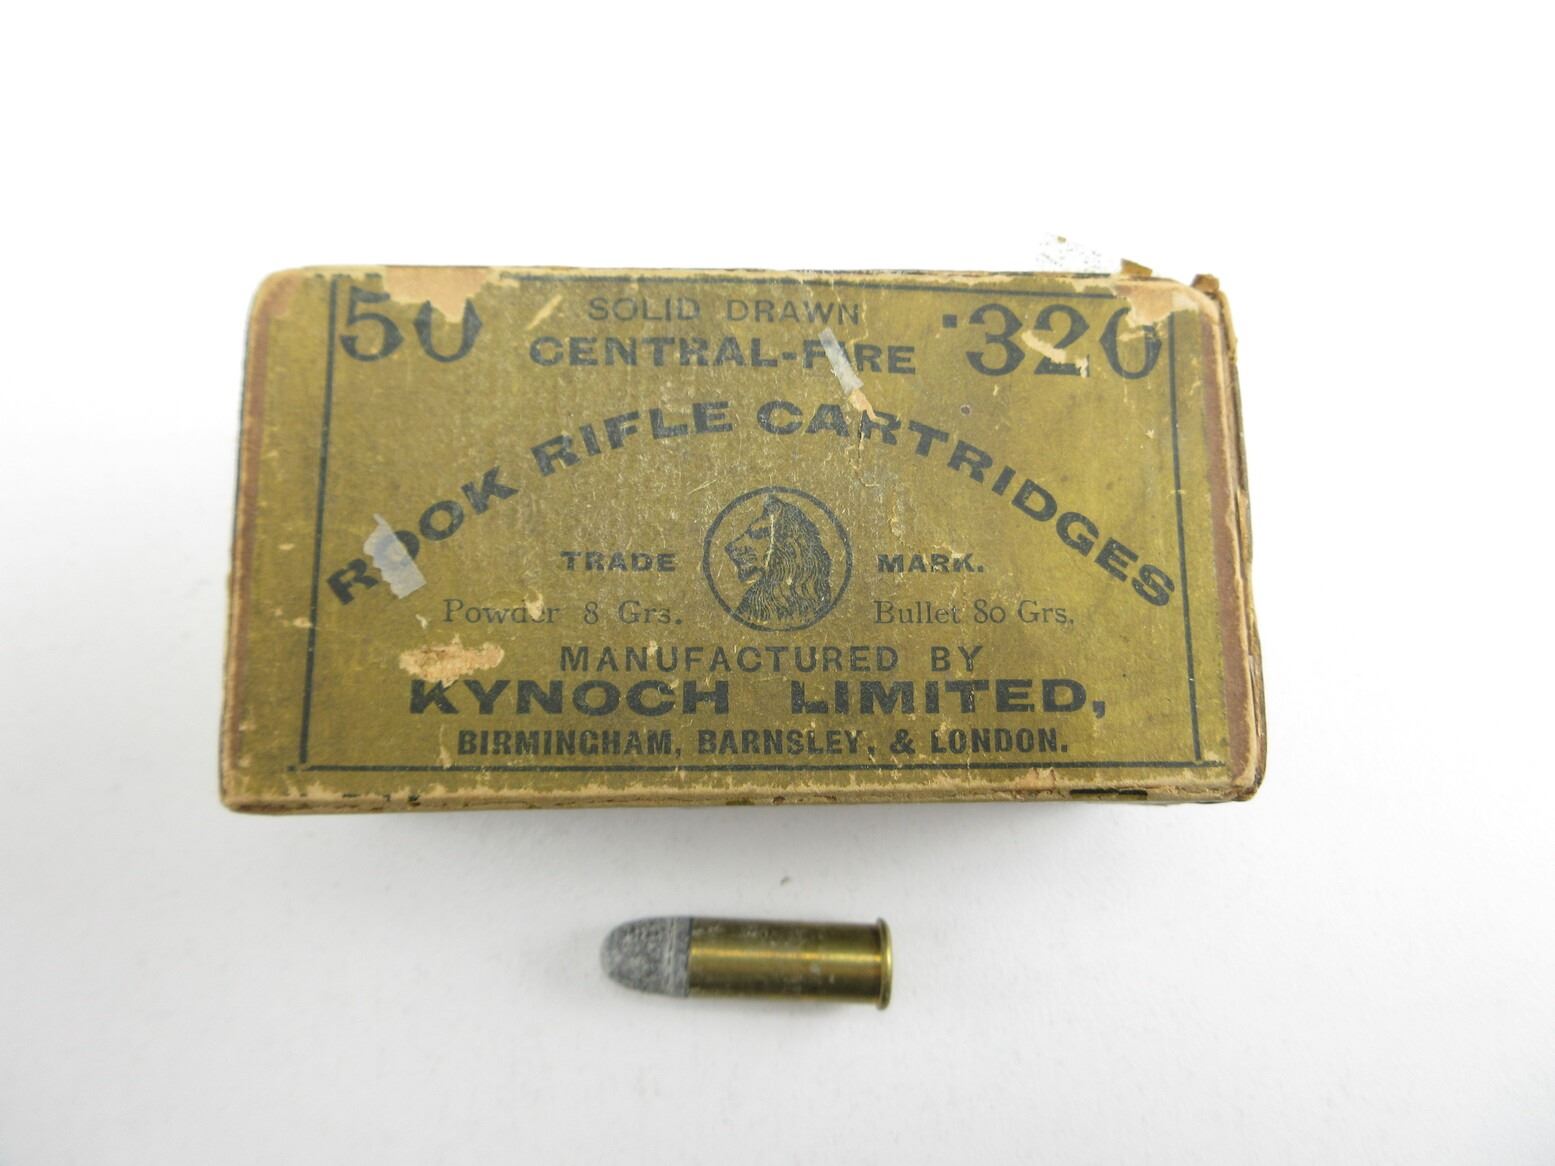 50 SOLID DRAWN ·320
CENTRAL-FIRE
ROOK RIFLE CARTRIDGES
TRADE MARK.
Powder 8 Grs. Bullet 80 Grs.
MANUFACTURED BY
KYNOCH LIMITED,
BIRMINGHAM, BARNSLEY, & LONDON.